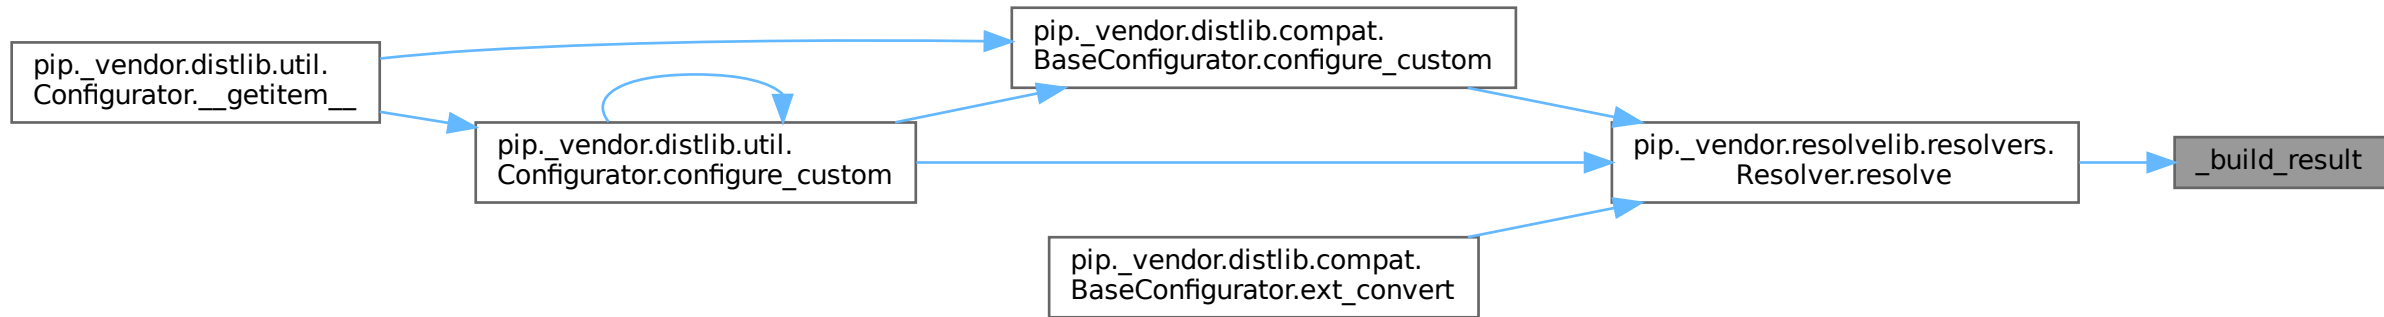 pip._vendor.distlib.util.
Configurator.__getitem__
pip._vendor.distlib.util.
Configurator.configure_custom
pip._vendor.distlib.compat.
BaseConfigurator.configure_custom
pip._vendor.distlib.compat.
BaseConfigurator.ext_convert
pip._vendor.resolvelib.resolvers.
Resolver.resolve
_build_result